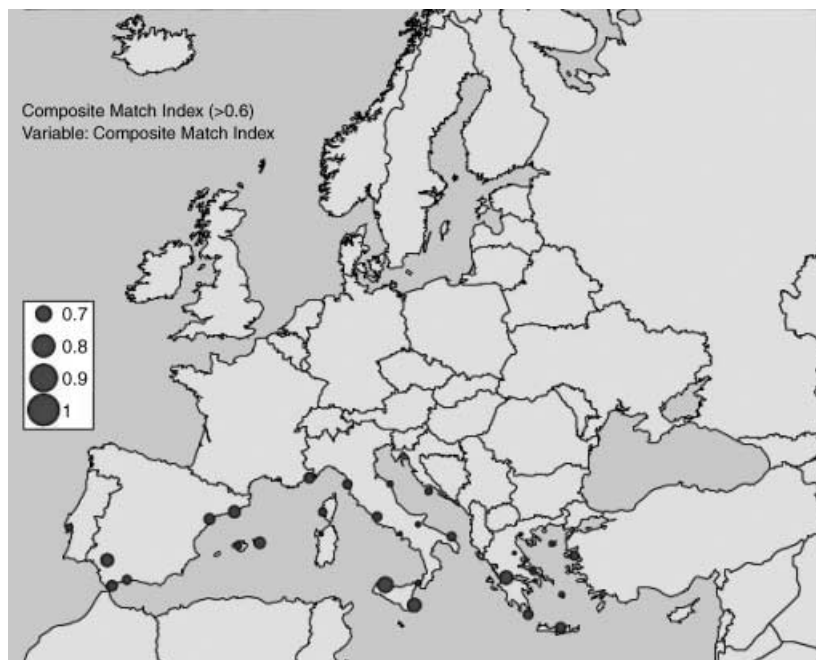 Composite Match Index (>0.6)
Variable: Composite Match Index
0.7
0.8
0.9
1